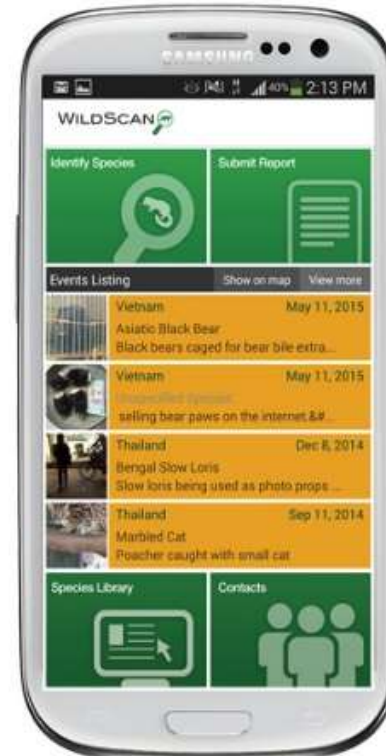 SAMSUNG
40% 2:13 PM
WILDSCAN
Identify Species
Submit Report
Events Listing Show on map View more
Vietnam May 11, 2015
Asiatic Black Bear
Black bears caged for bear bile extra...
Vietnam May 11, 2015
Unspecified Species
selling bear paws on the internet.&#...
Thailand Dec 8, 2014
Bengal Slow Loris
Slow loris being used as photo props ...
Thailand Sep 11, 2014
Marbled Cat
Poacher caught with small cat
Species Library
Contacts